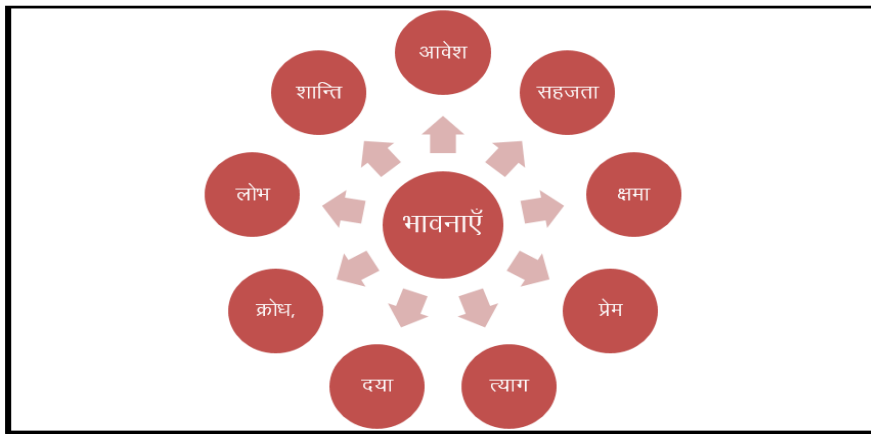 आवेश
सहजता
क्षमा
प्रेम
त्याग
दया
क्रोध,
लोभ
शान्ति
भावनाएँ